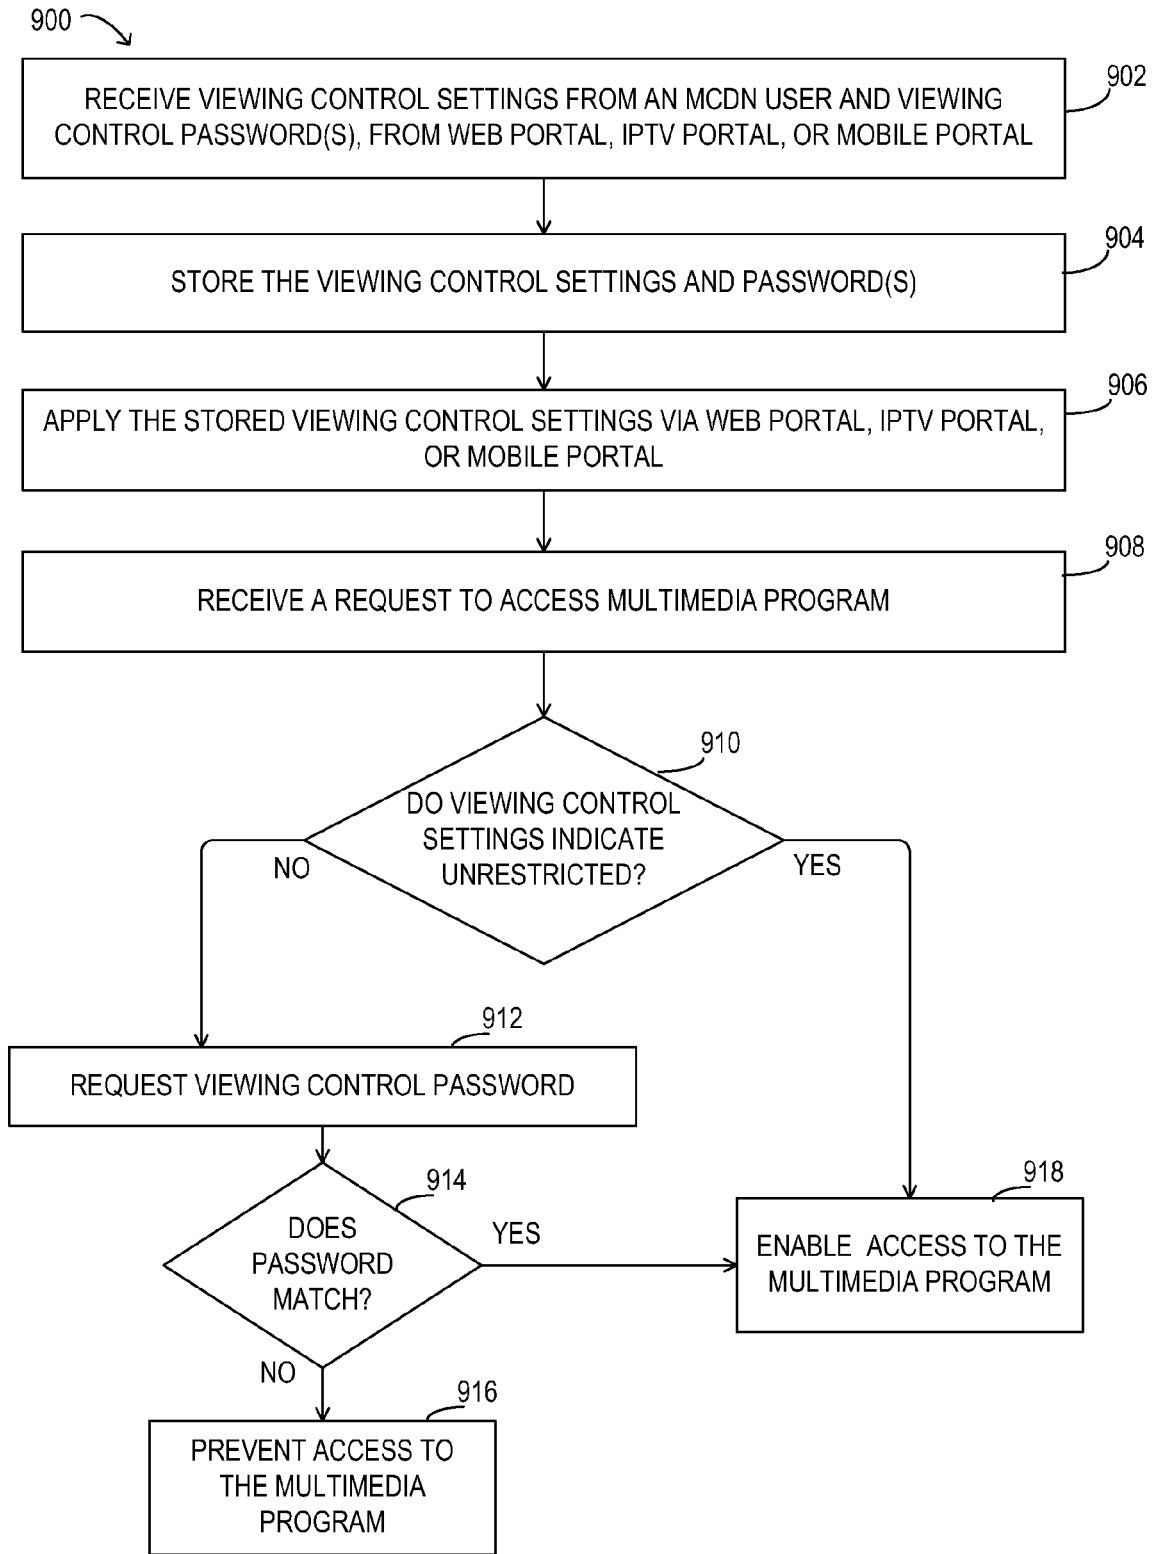 900
902
RECEIVE VIEWING CONTROL SETTINGS FROM AN MCDN USER AND VIEWING
CONTROL PASSWORD(S), FROM WEB PORTAL, IPTV PORTAL, OR MOBILE PORTAL
904
STORE THE VIEWING CONTROL SETTINGS AND PASSWORD(S)
906
APPLY THE STORED VIEWING CONTROL SETTINGS VIA WEB PORTAL, IPTV PORTAL,
OR MOBILE PORTAL
908
RECEIVE A REQUEST TO ACCESS MULTIMEDIA PROGRAM
910
DO VIEWING CONTROL
SETTINGS INDICATE
UNRESTRICTED?
NO
YES
912
REQUEST VIEWING CONTROL PASSWORD
914
DOES
PASSWORD
MATCH?
YES
918
ENABLE ACCESS TO THE
MULTIMEDIA PROGRAM
NO
916
PREVENT ACCESS TO
THE MULTIMEDIA
PROGRAM